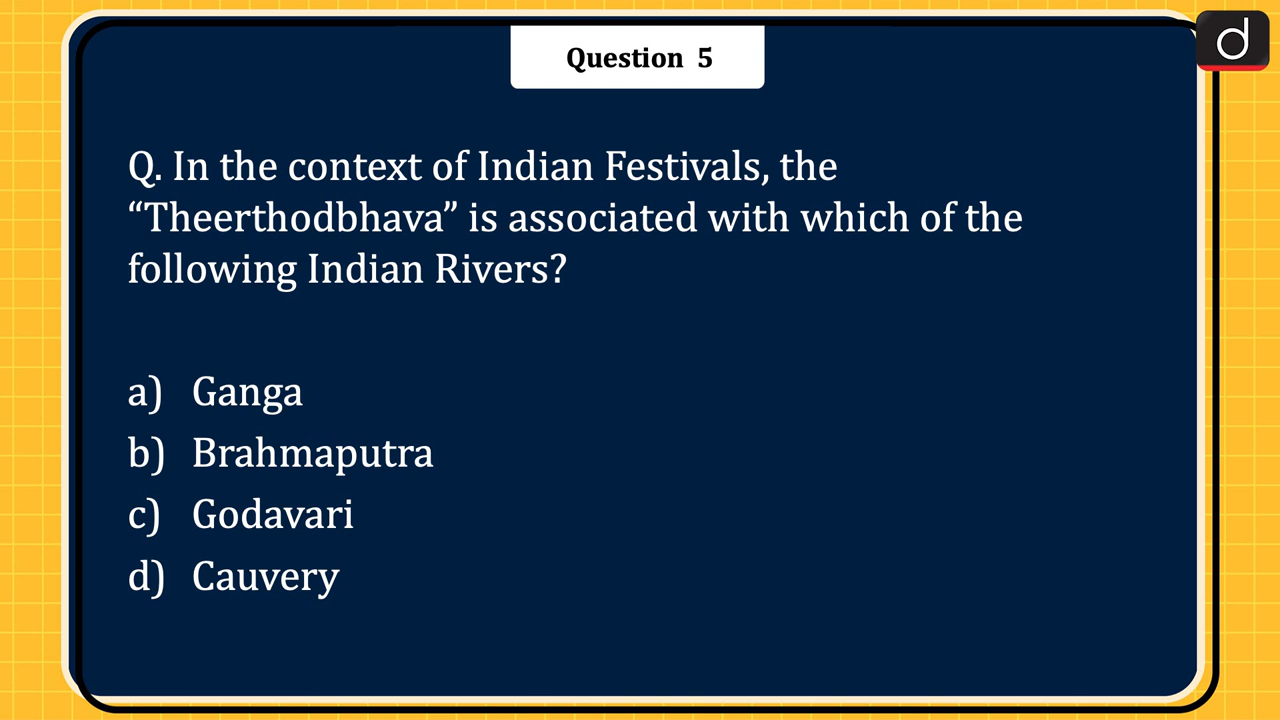 Question 5
d
Q. In the context of Indian Festivals, the
“Theerthodbhava” is associated with which of the
following Indian Rivers?
a) Ganga
b) Brahmaputra
c) Godavari
d) Cauvery